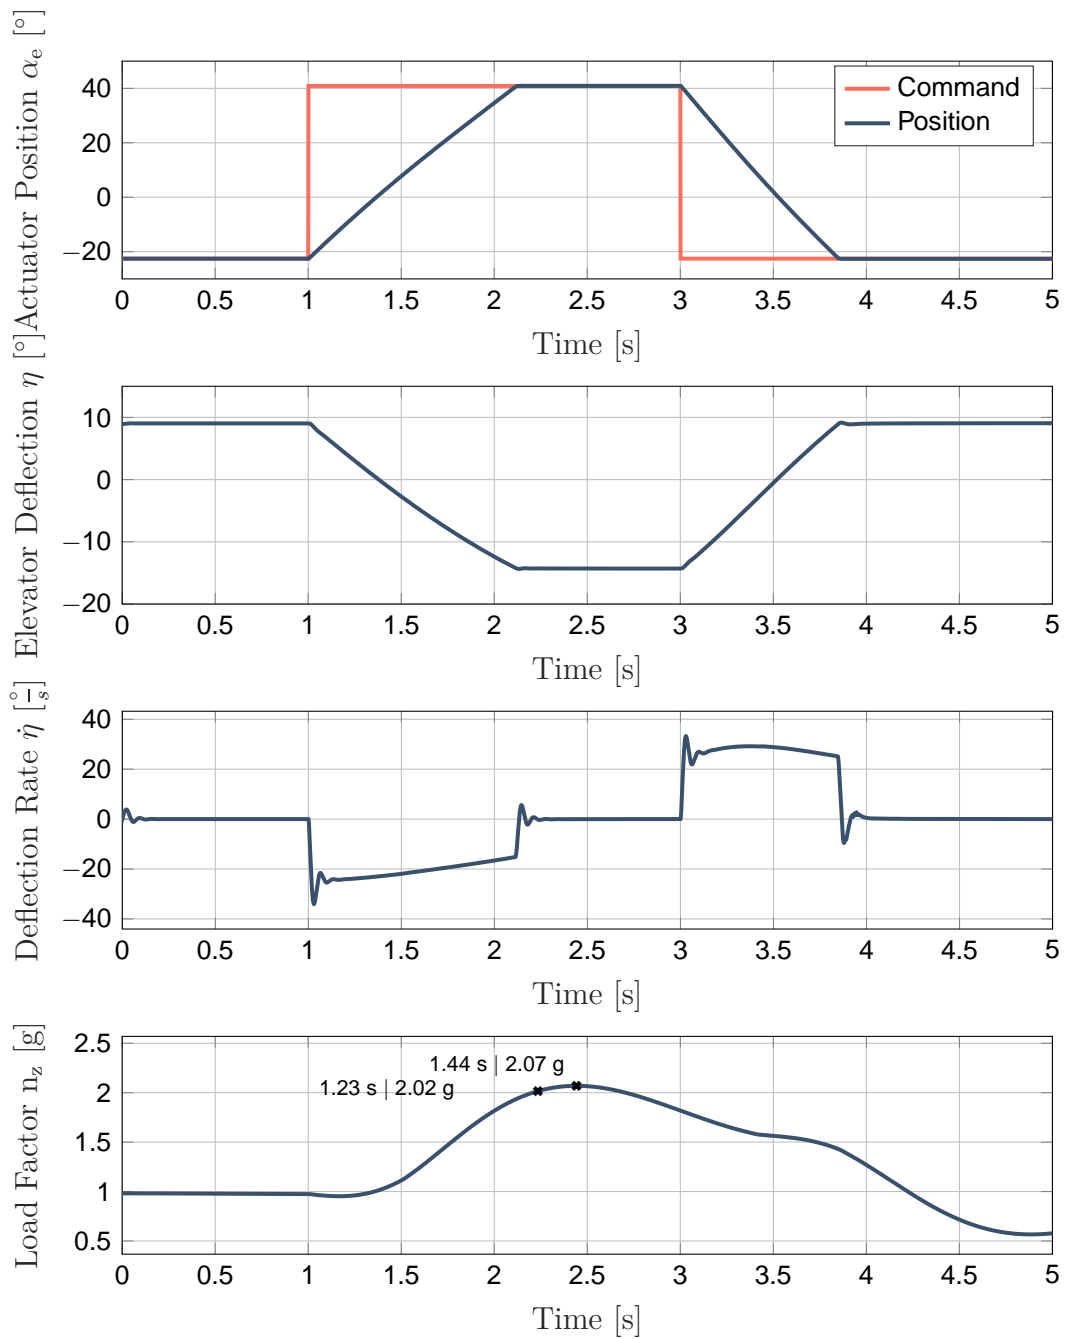 Actuator Position αe [°]
40
20
0
−20
Command
Position
0 0.5 1 1.5 2 2.5 3 3.5 4 4.5 5
Time [s]
Elevator Deflection η [°]
10
0
−10
−20
0 0.5 1 1.5 2 2.5 3 3.5 4 4.5 5
Time [s]
Deflection Rate η̇ [°/s]
40
20
0
−20
−40
0 0.5 1 1.5 2 2.5 3 3.5 4 4.5 5
Time [s]
Load Factor nz [g]
2.5
2
1.5
1
0.5
1.44 s | 2.07 g
1.23 s | 2.02 g
0 0.5 1 1.5 2 2.5 3 3.5 4 4.5 5
Time [s]